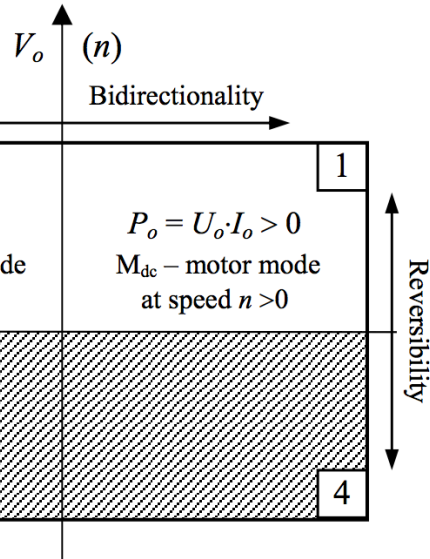 V_o (n)
Bidirectionality
1
P_o = U_o·I_o > 0
de
M_dc – motor mode
at speed n >0
Reversibility
4